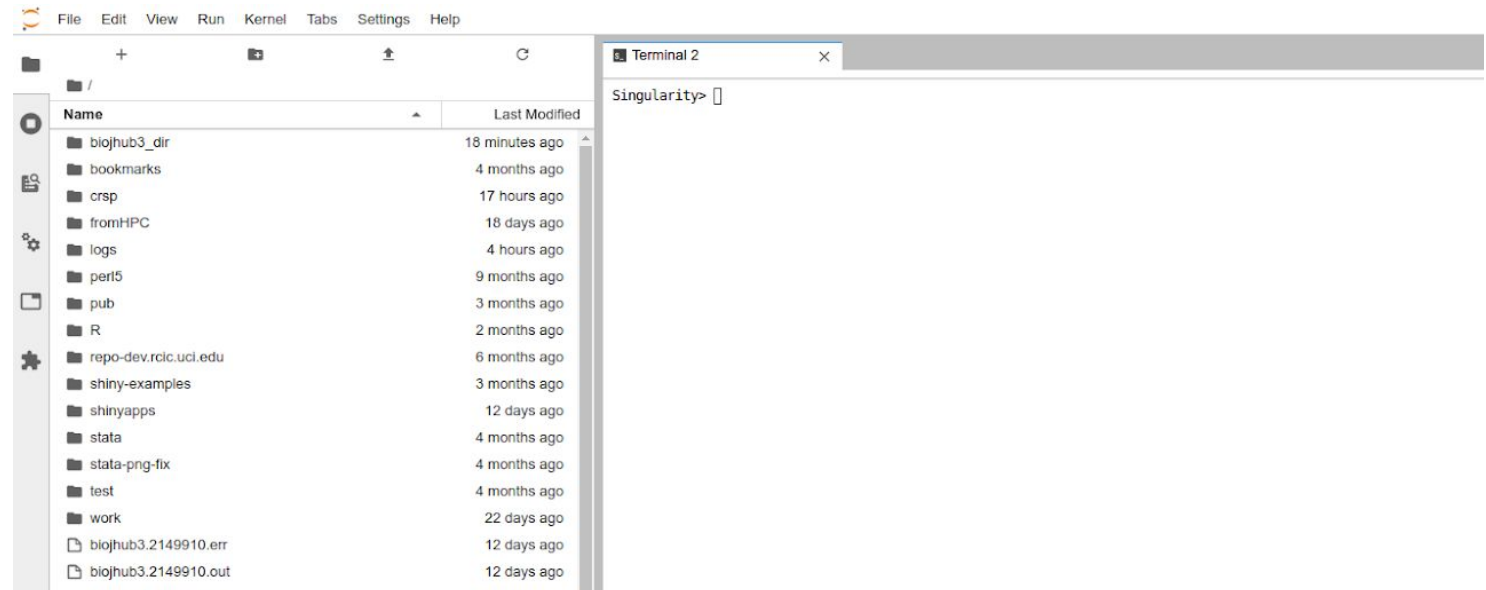 File Edit View Run Kernel Tabs Settings Help
Terminal 2
/
Singularity>
Name Last Modified
biojhub3_dir 18 minutes ago
bookmarks 4 months ago
crsp 17 hours ago
fromHPC 18 days ago
logs 4 hours ago
perl5 9 months ago
pub 3 months ago
R 2 months ago
repo-dev.rcic.uci.edu 6 months ago
shiny-examples 3 months ago
shinyapps 12 days ago
stata 4 months ago
stata-png-fix 4 months ago
test 4 months ago
work 22 days ago
biojhub3.2149910.err 12 days ago
biojhub3.2149910.out 12 days ago